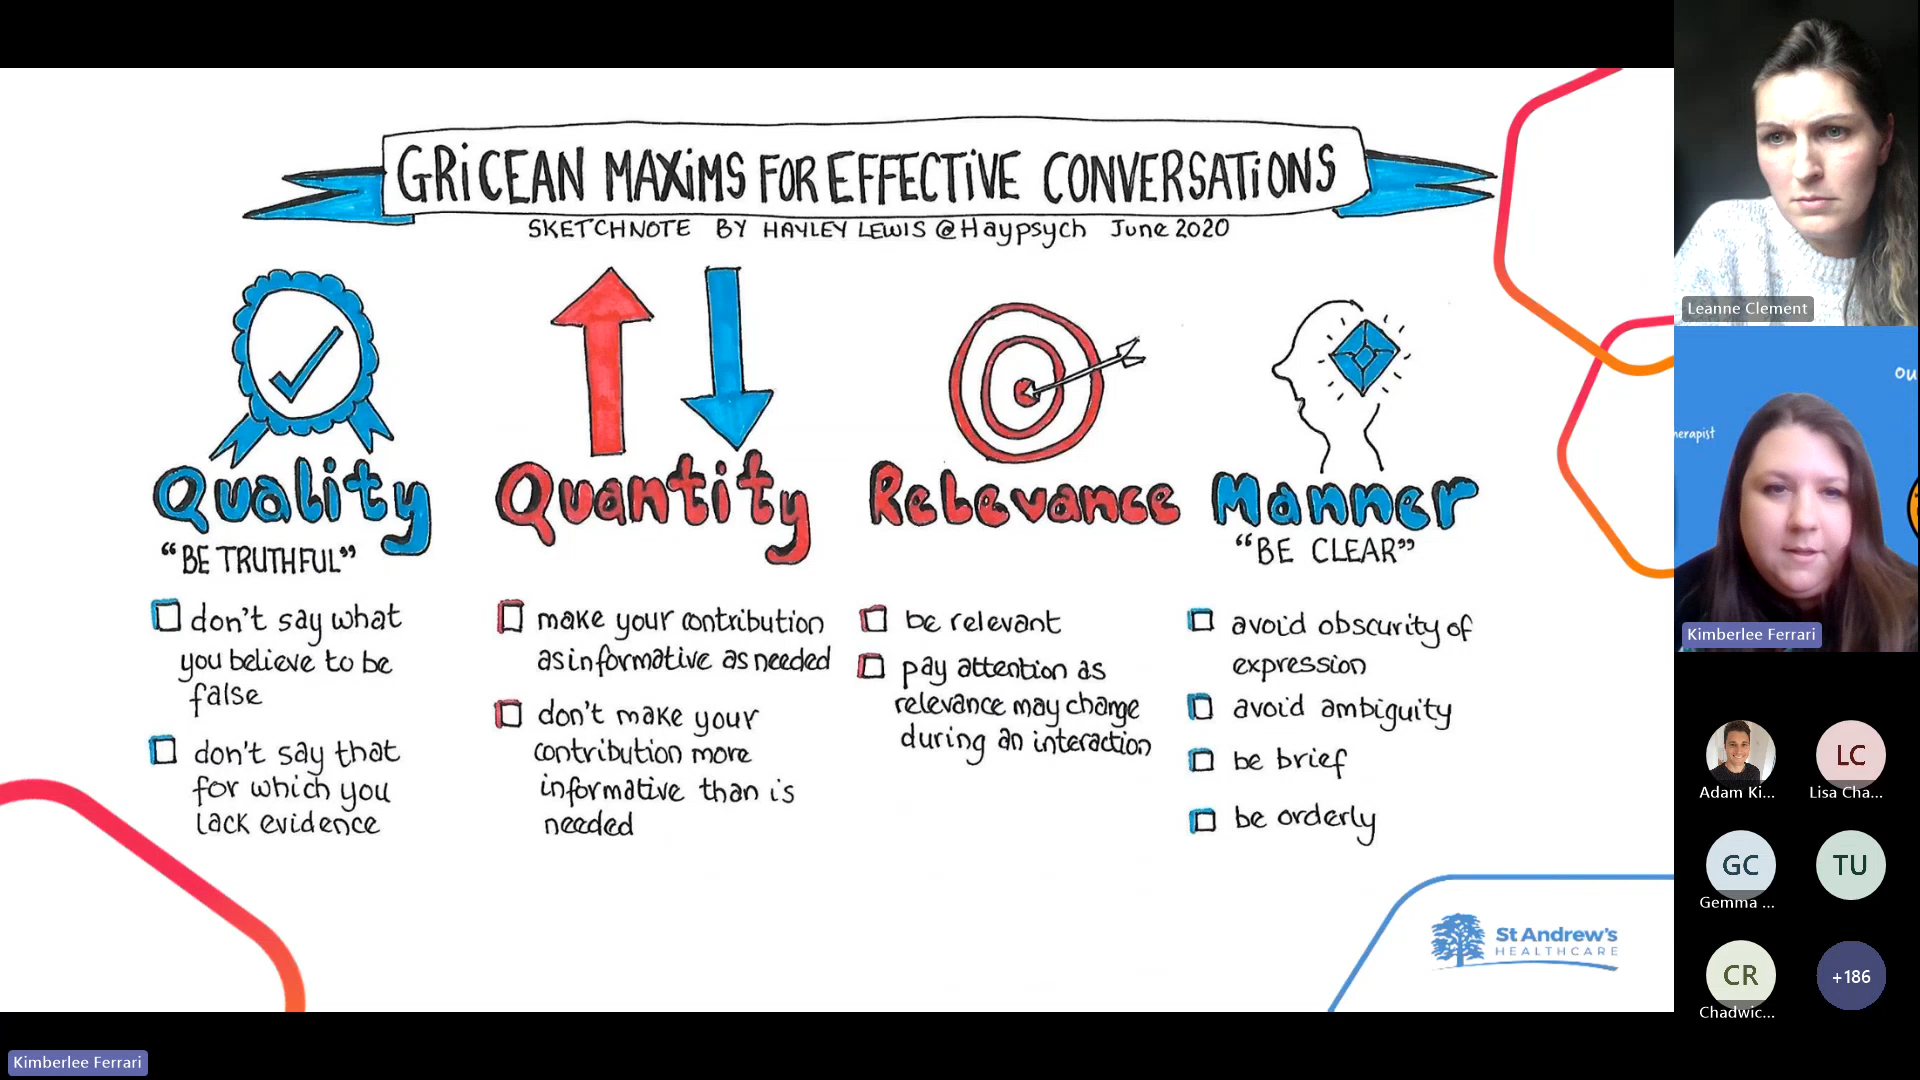 GRICEAN MAXIMS FOR EFFECTIVE CONVERSATIONS
SKETCHNOTE BY HAYLEY LEWIS @Haypsych June 2020
Quality
"BE TRUTHFUL"
don't say what
you believe to be
false
don't say that
for which you
lack evidence
Quantity
make your contribution
as informative as needed
don't make your
contribution more
informative than is
needed
Relevance
be relevant
pay attention as
relevance may change
during an interaction
Manner
"BE CLEAR"
avoid obscurity of
expression
avoid ambiguity
be brief
be orderly
St Andrew's
HEALTHCARE
Leanne Clement
Kimberlee Ferrari
Adam Ki...
LC
Lisa Cha...
GC
Gemma ...
TU
CR
Chadwic...
+186
Kimberlee Ferrari